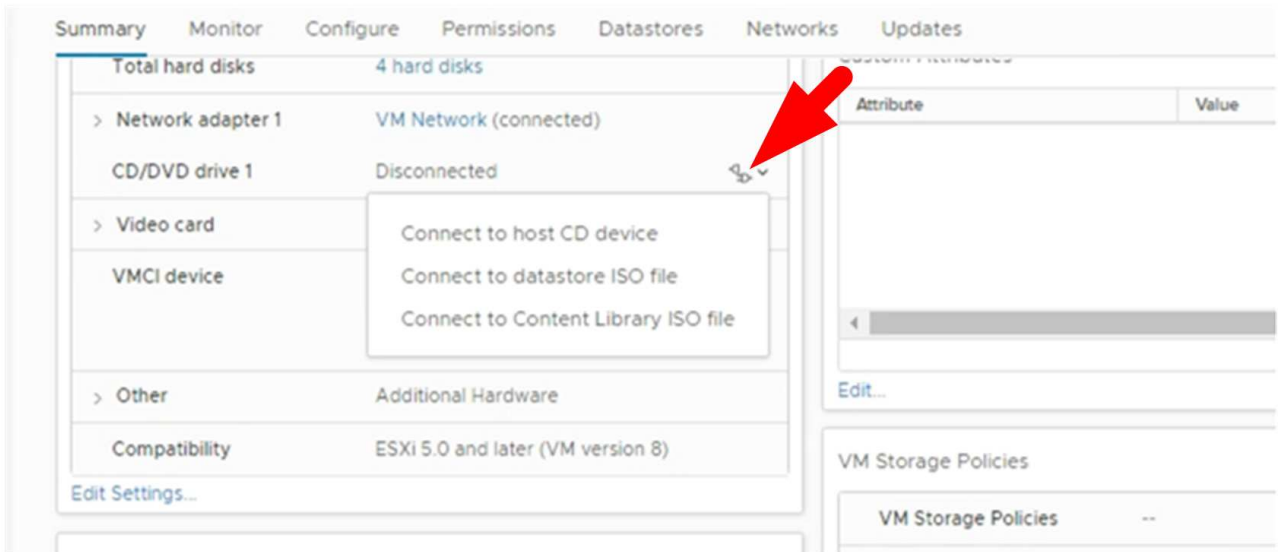 Summary Monitor Configure Permissions Datastores Networks Updates
Total hard disks 4 hard disks
Custom Attributes
Attribute Value
> Network adapter 1 VM Network (connected)
CD/DVD drive 1 Disconnected
> Video card
Connect to host CD device
VMCI device Connect to datastore ISO file
Connect to Content Library ISO file
> Other Additional Hardware
Edit...
Compatibility ESXi 5.0 and later (VM version 8)
VM Storage Policies
Edit Settings...
VM Storage Policies --